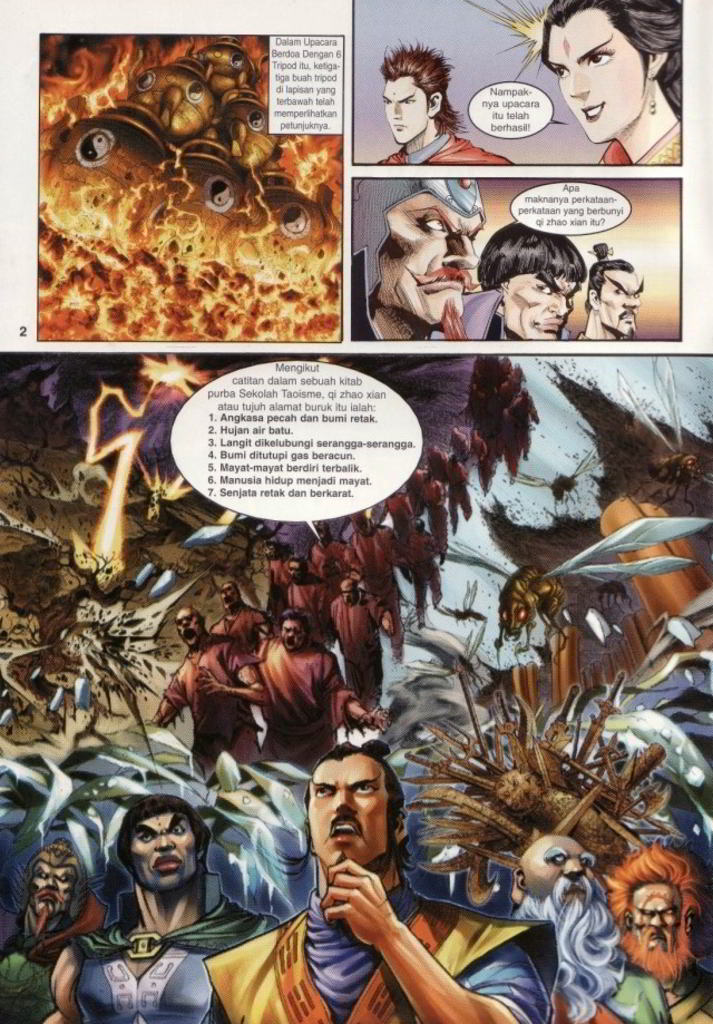 Dalam Upacara
Berdoa Dengan 6
Tripod itu, ketiga-
tiga buah tripod
di lapisan yang
terbawah telah
memperlihatkan
petunjuknya.
Nampak-
nya upacara
itu telah
berhasil!
Apa
maknanya perkataan-
perkataan yang berbunyi
qi zhao xian itu?
2
Mengikut
catitan dalam sebuah kitab
purba Sekolah Taoisme, qi zhao xian
atau tujuh alamat buruk itu ialah:
1. Angkasa pecah dan bumi retak.
2. Hujan air batu.
3. Langit dikelubungi serangga-serangga.
4. Bumi ditutupi gas beracun.
5. Mayat-mayat berdiri terbalik.
6. Manusia hidup menjadi mayat.
7. Senjata retak dan berkarat.